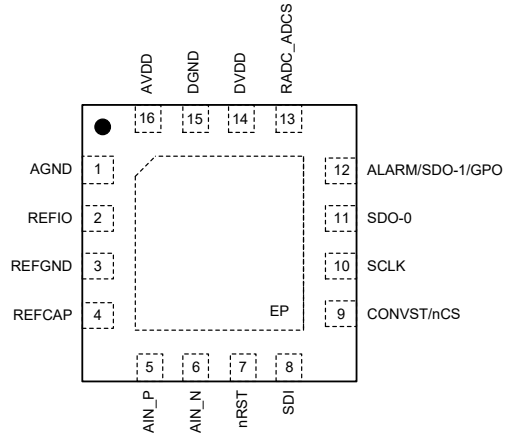 AVDD
DGND
DVDD
RADC_ADCS
16
15
14
13
AGND 1
12 ALARM/SDO-1/GPO
REFIO 2
11 SDO-0
REFGND 3
10 SCLK
REFCAP 4
9 CONVST/nCS
EP
5
6
7
8
AIN_P
AIN_N
nRST
SDI